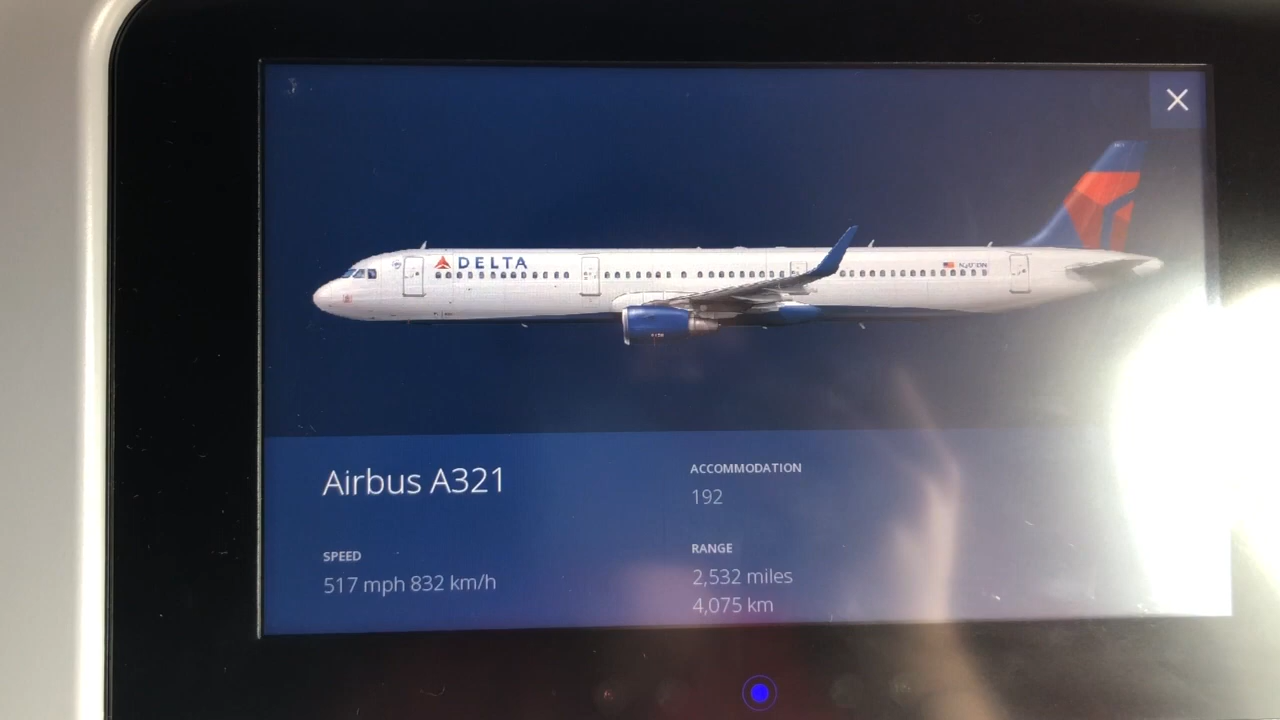 DELTA
Airbus A321
ACCOMMODATION
192
SPEED
517 mph 832 km/h
RANGE
2,532 miles
4,075 km